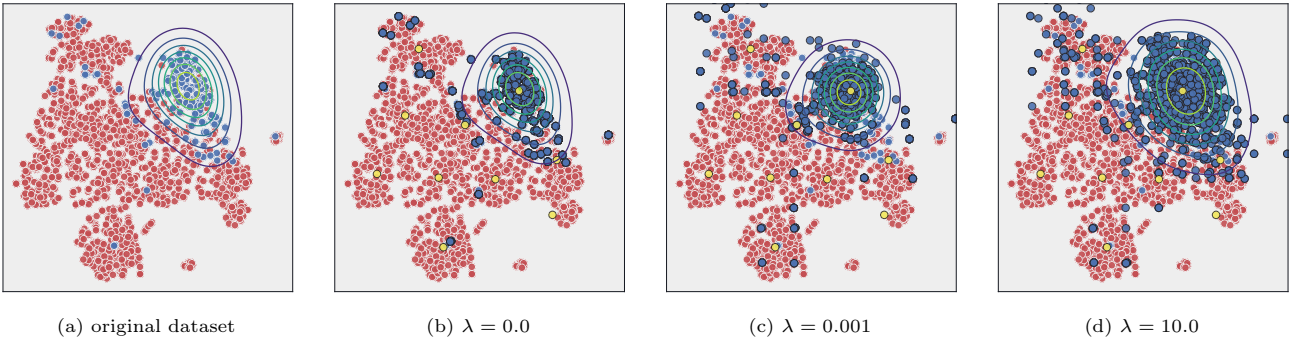 (a) original dataset
(b) λ = 0.0
(c) λ = 0.001
(d) λ = 10.0